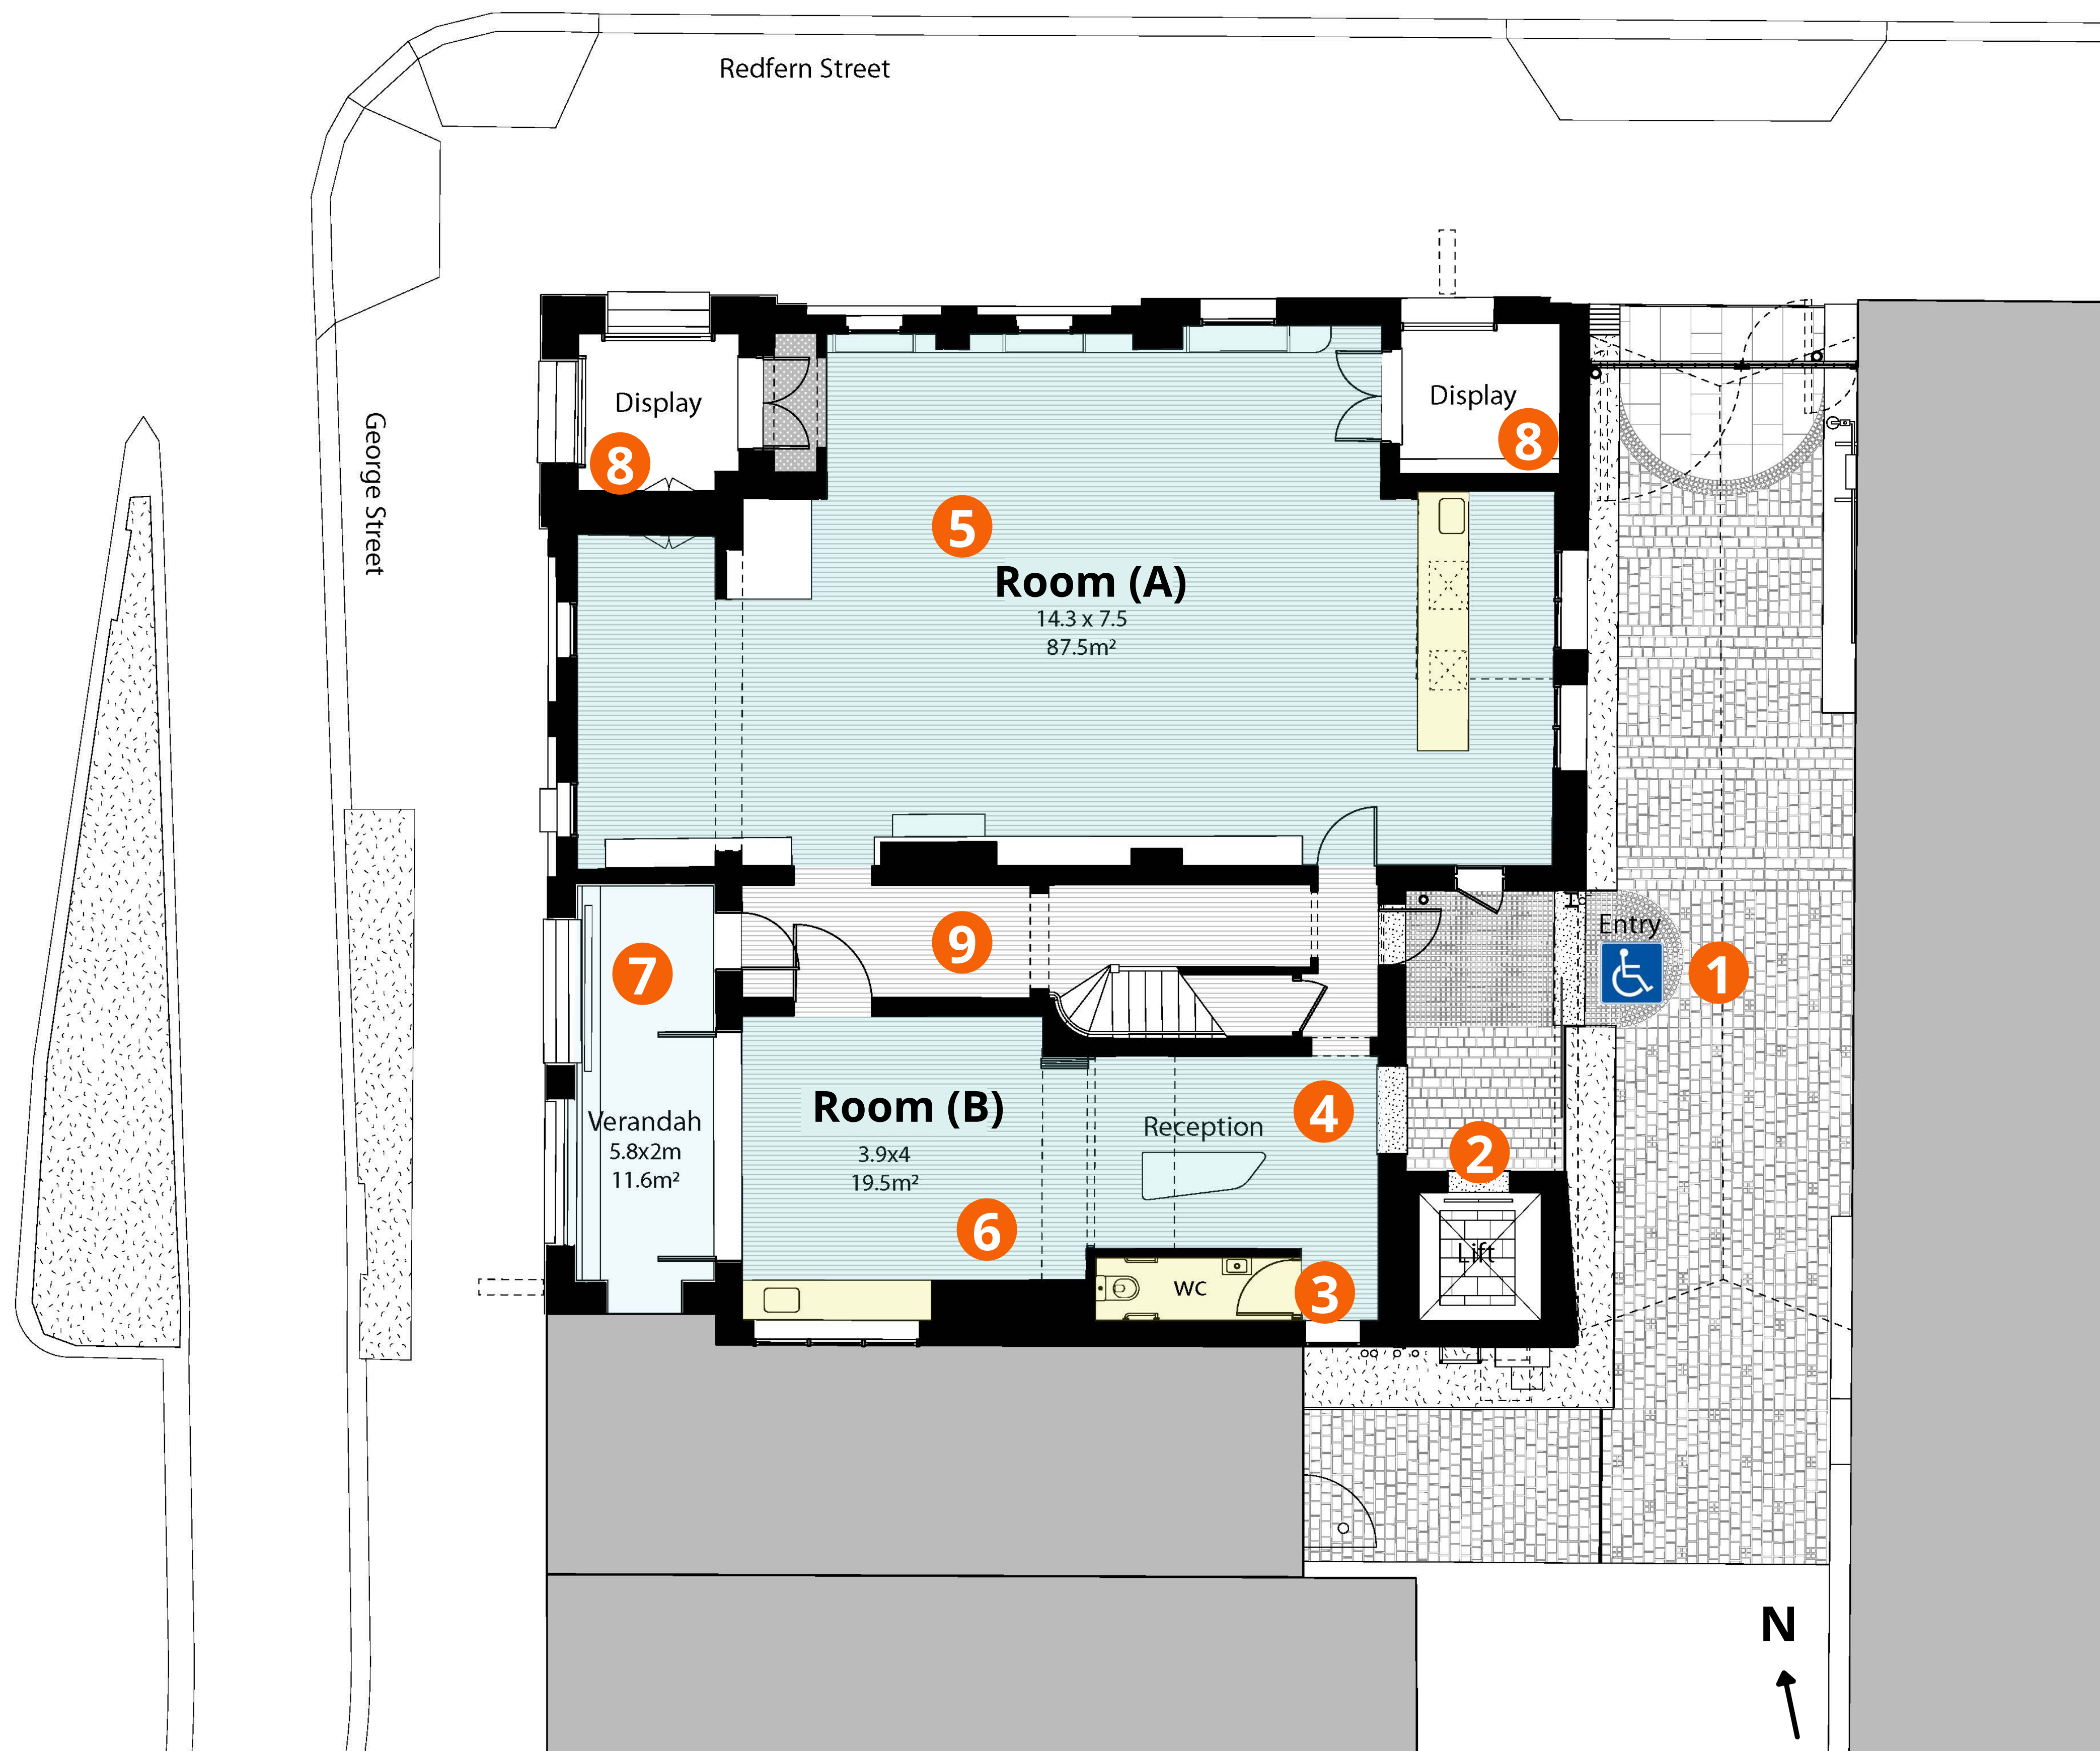 Redfern Street
George Street
Display
8
Display
8
5
Room (A)
14.3 x 7.5
87.5m²
9
7
Entry
1
Verandah
5.8x2m
11.6m²
Room (B)
3.9x4
19.5m²
6
Reception
4
2
Lift
WC
3
N